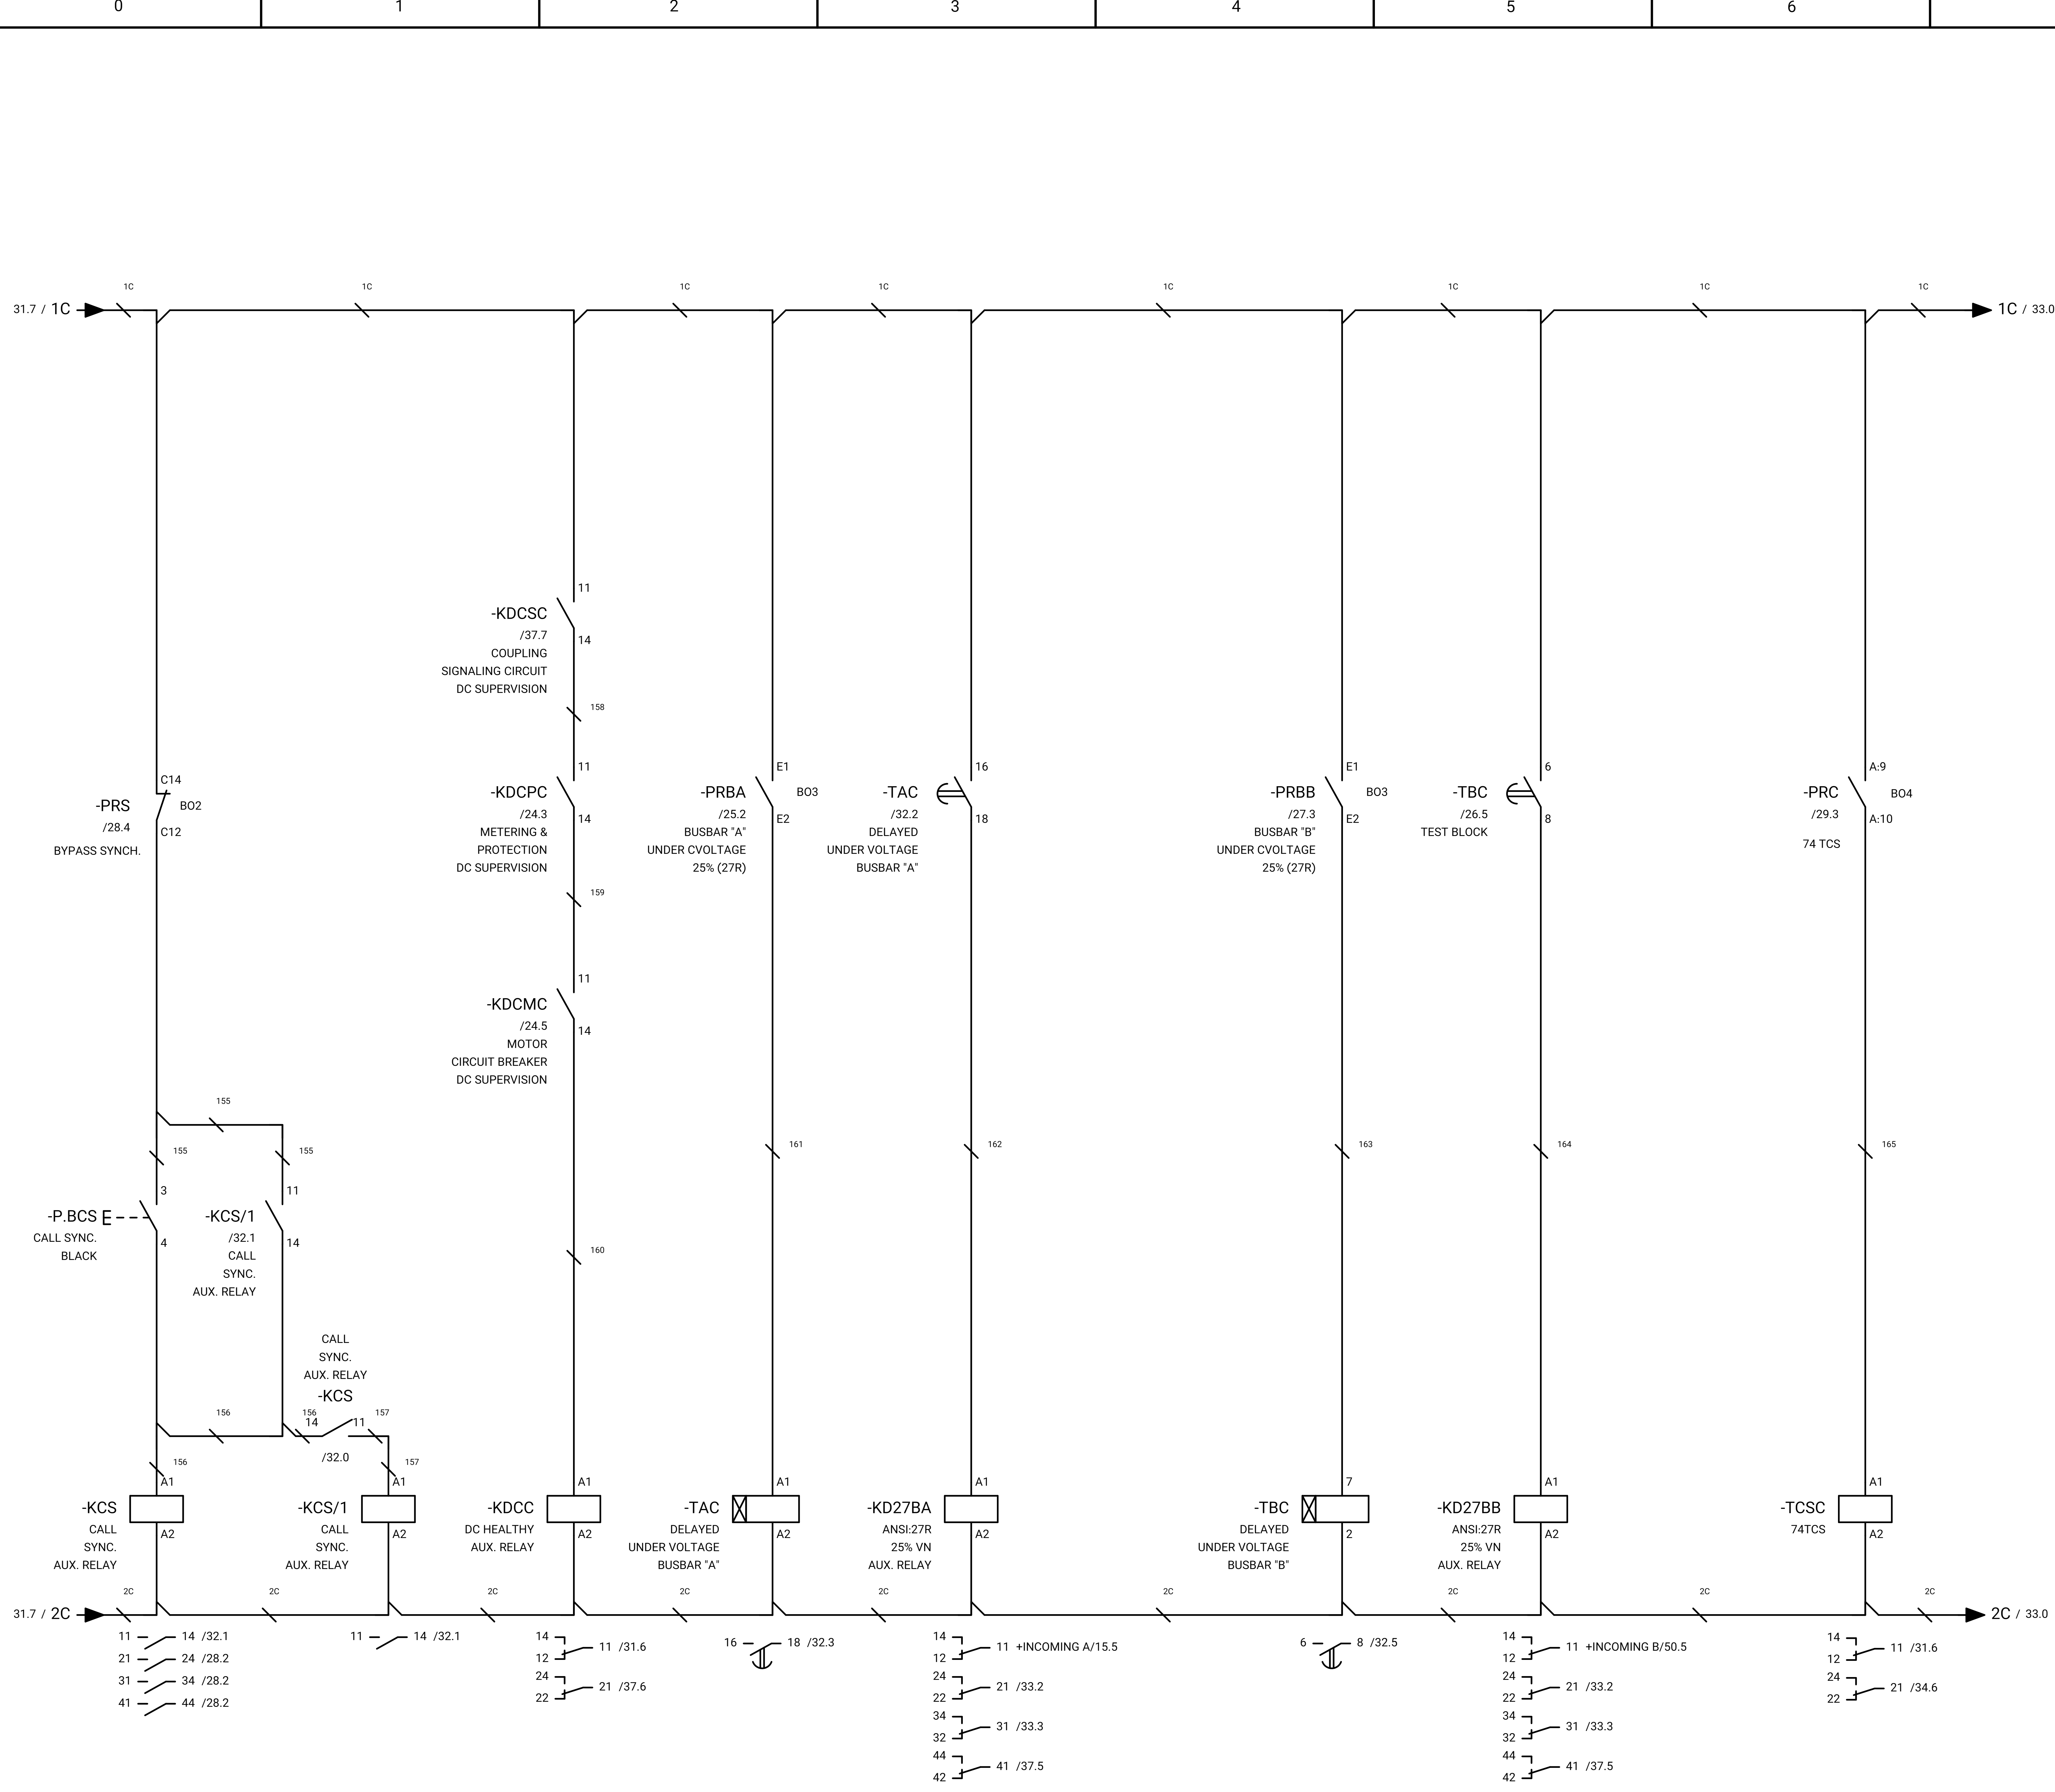 0 1 2 3 4 5 6
1C 1C 1C 1C 1C 1C 1C 1C
31.7 / 1C
1C / 33.0
11
-KDCSC
/37.7
14
COUPLING
SIGNALING CIRCUIT
DC SUPERVISION
158
C14
-PRS
BO2
/28.4
C12
BYPASS SYNCH.
11
-KDCPC
/24.3
14
METERING &
PROTECTION
DC SUPERVISION
159
E1
-PRBA
BO3
/25.2
E2
BUSBAR "A"
UNDER CVOLTAGE
25% (27R)
16
-TAC
/32.2
18
DELAYED
UNDER VOLTAGE
BUSBAR "A"
E1
-PRBB
BO3
/27.3
E2
BUSBAR "B"
UNDER CVOLTAGE
25% (27R)
6
-TBC
/26.5
8
TEST BLOCK
A:9
-PRC
BO4
/29.3
A:10
74 TCS
11
-KDCMC
/24.5
14
MOTOR
CIRCUIT BREAKER
DC SUPERVISION
155
155 155
161 162 163 164 165
3
-P.BCS
4
CALL SYNC.
BLACK
11
-KCS/1
/32.1
14
CALL
SYNC.
AUX. RELAY
160
CALL
SYNC.
AUX. RELAY
-KCS
156 156 157
14 11
/32.0
156 157
A1
-KCS
A2
CALL
SYNC.
AUX. RELAY
A1
-KCS/1
A2
CALL
SYNC.
AUX. RELAY
A1
-KDCC
A2
DC HEALTHY
AUX. RELAY
A1
-TAC
A2
DELAYED
UNDER VOLTAGE
BUSBAR "A"
A1
-KD27BA
A2
ANSI:27R
25% VN
AUX. RELAY
7
-TBC
2
DELAYED
UNDER VOLTAGE
BUSBAR "B"
A1
-KD27BB
A2
ANSI:27R
25% VN
AUX. RELAY
A1
-TCSC
A2
74TCS
2C 2C 2C 2C 2C 2C 2C 2C 2C
31.7 / 2C
2C / 33.0
11 14 /32.1
21 24 /28.2
31 34 /28.2
41 44 /28.2
11 14 /32.1
14
12 11 /31.6
24
22 21 /37.6
16 18 /32.3
14
12 11 +INCOMING A/15.5
24
22 21 /33.2
34
32 31 /33.3
44
42 41 /37.5
6 8 /32.5
14
12 11 +INCOMING B/50.5
24
22 21 /33.2
34
32 31 /33.3
44
42 41 /37.5
14
12 11 /31.6
24
22 21 /34.6